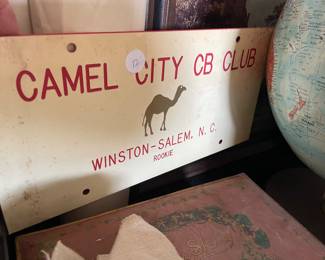 CAMEL CITY CB CLUB
WINSTON-SALEM, N. C.
ROOKIE